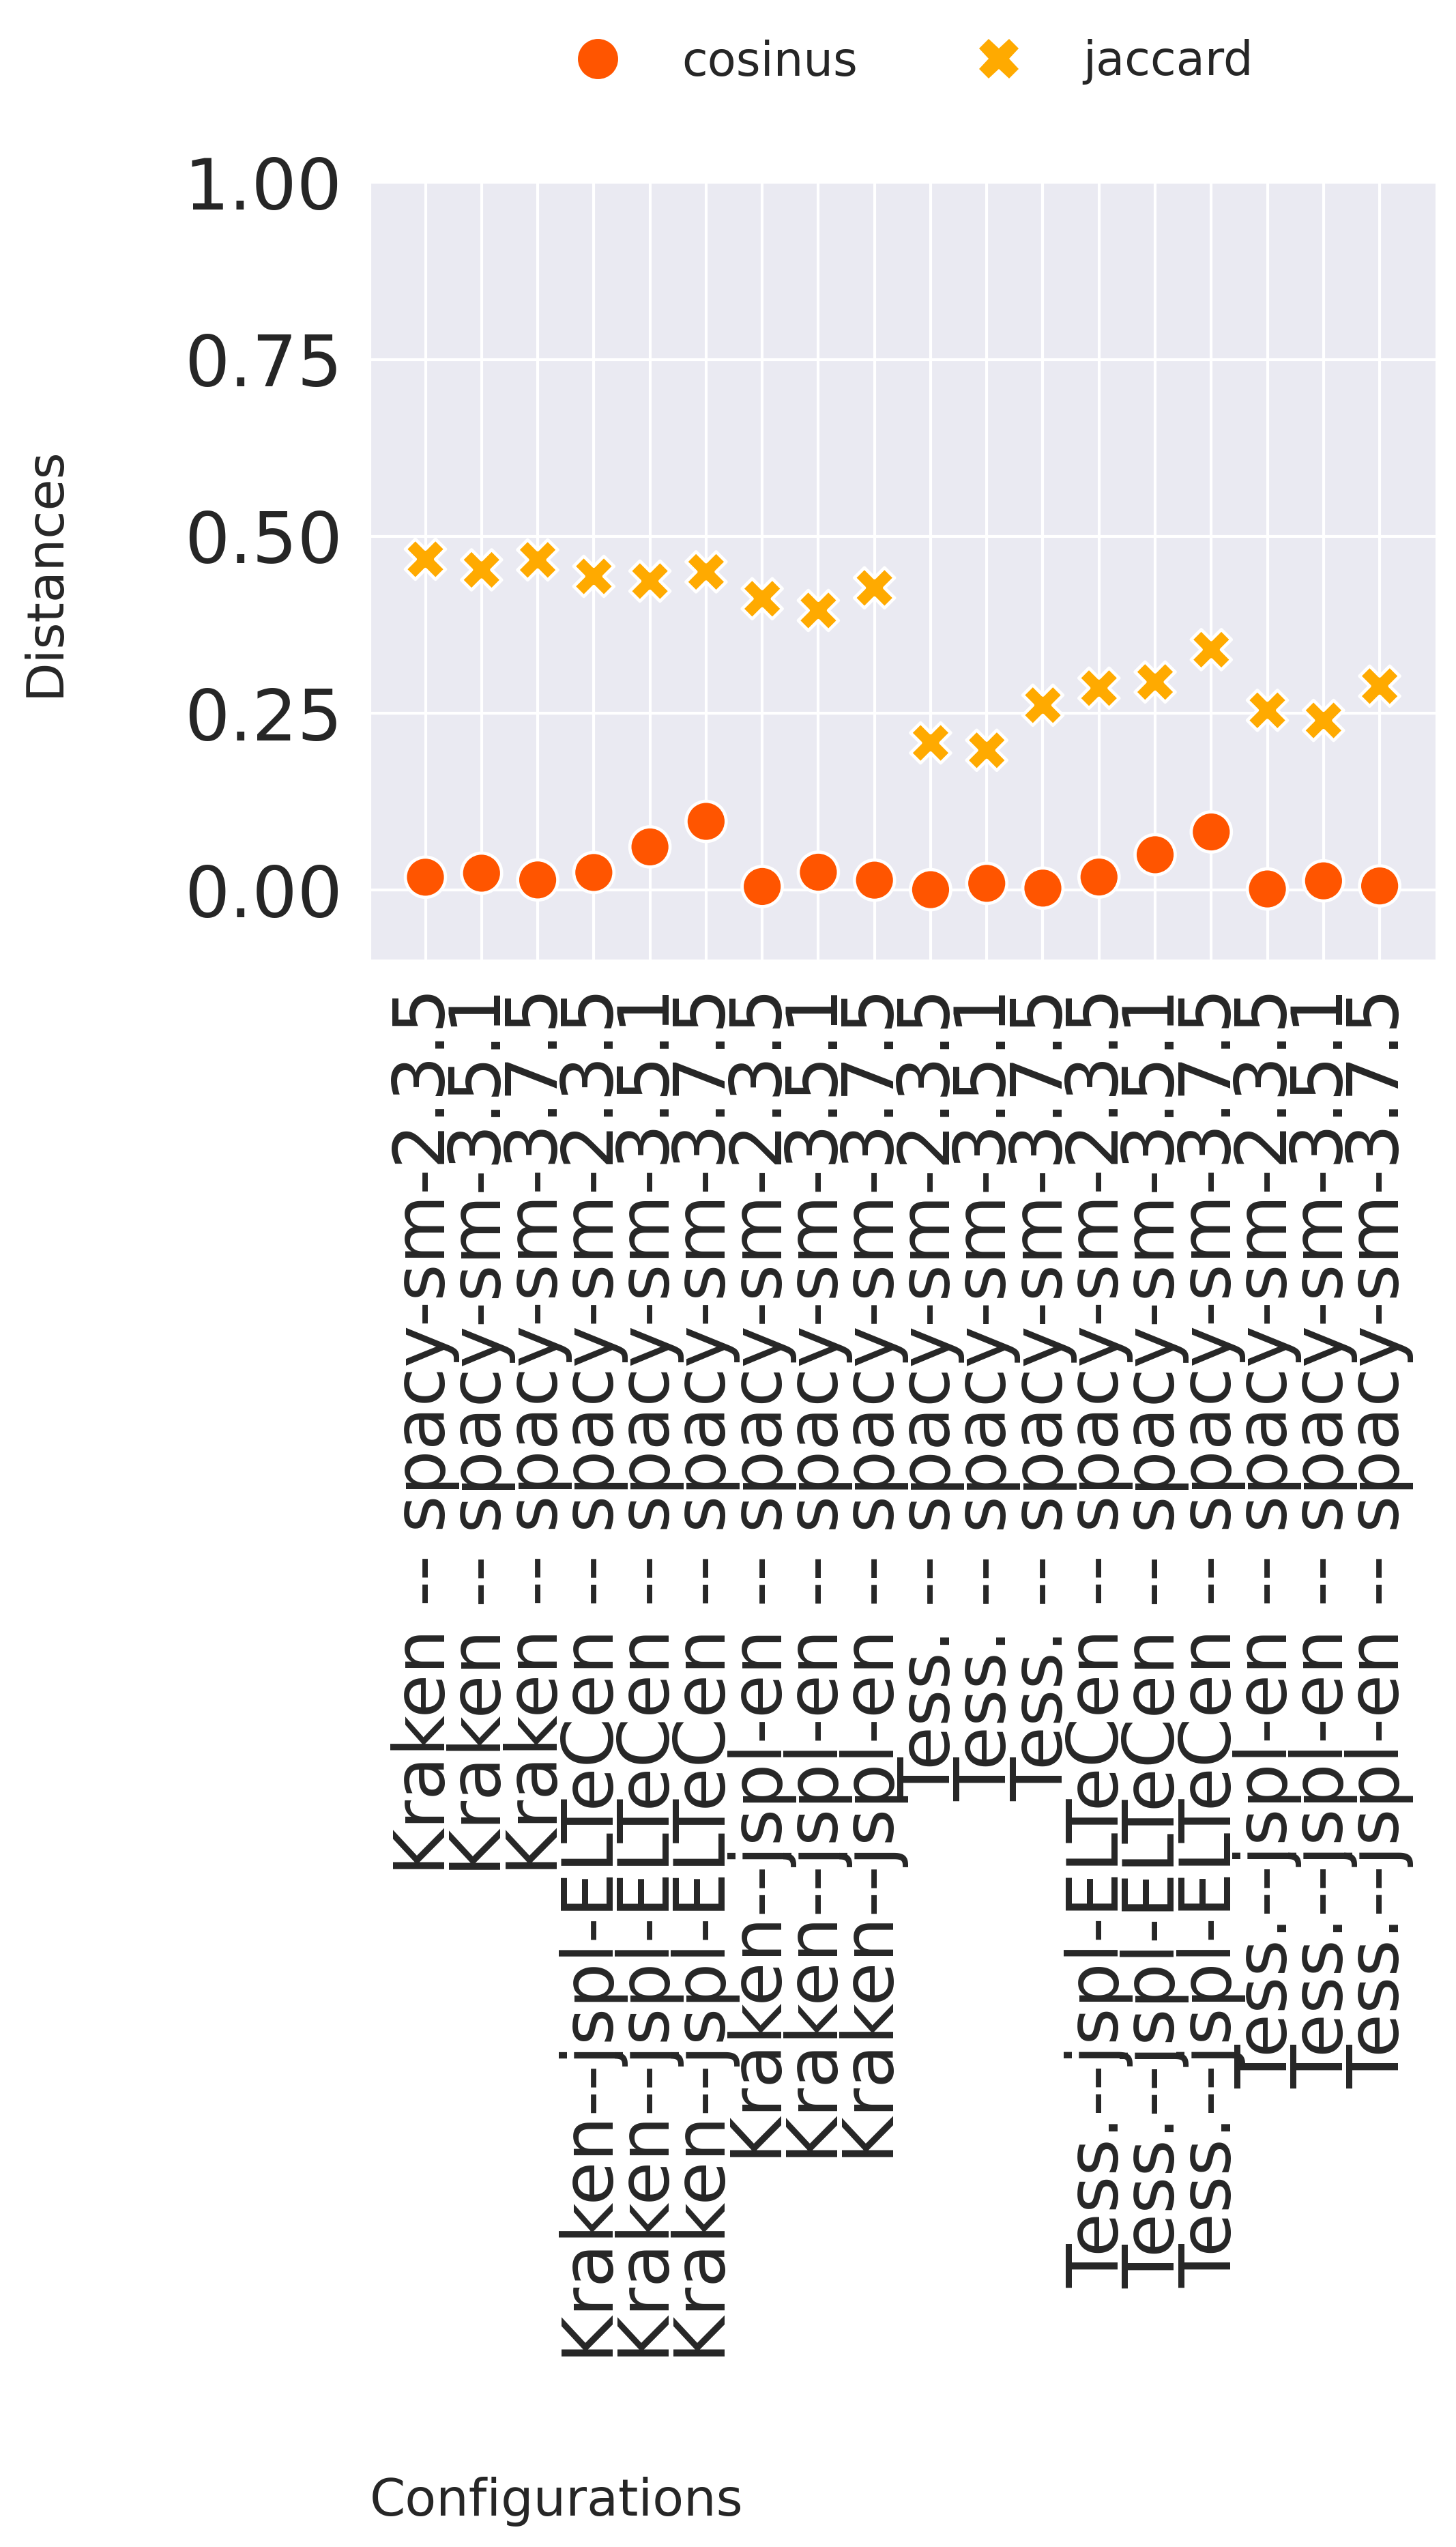 cosinus
jaccard
1.00
0.75
0.50
0.25
0.00
Distances
Kraken -- spacy-sm-2.3.5
Kraken -- spacy-sm-3.5.1
Kraken -- spacy-sm-3.7.5
Kraken--jspl-ELTeCen -- spacy-sm-2.3.5
Kraken--jspl-ELTeCen -- spacy-sm-3.5.1
Kraken--jspl-ELTeCen -- spacy-sm-3.7.5
Kraken--jspl-en -- spacy-sm-2.3.5
Kraken--jspl-en -- spacy-sm-3.5.1
Kraken--jspl-en -- spacy-sm-3.7.5
Tess. -- spacy-sm-2.3.5
Tess. -- spacy-sm-3.5.1
Tess. -- spacy-sm-3.7.5
Tess.--jspl-ELTeCen -- spacy-sm-2.3.5
Tess.--jspl-ELTeCen -- spacy-sm-3.5.1
Tess.--jspl-ELTeCen -- spacy-sm-3.7.5
Tess.--jspl-en -- spacy-sm-2.3.5
Tess.--jspl-en -- spacy-sm-3.5.1
Tess.--jspl-en -- spacy-sm-3.7.5
Configurations